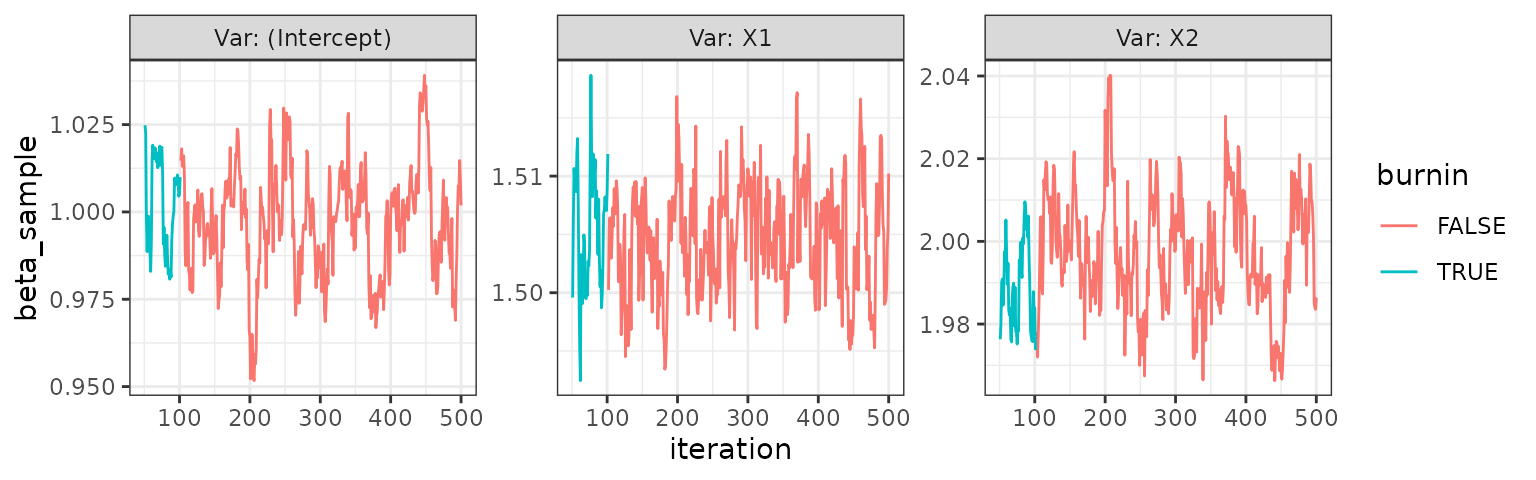 Var: (Intercept)
Var: X1
Var: X2
beta_sample
1.025
1.000
0.975
0.950
1.51
1.50
2.04
2.02
2.00
1.98
100 200 300 400 500
100 200 300 400 500
100 200 300 400 500
iteration
burnin
FALSE
TRUE